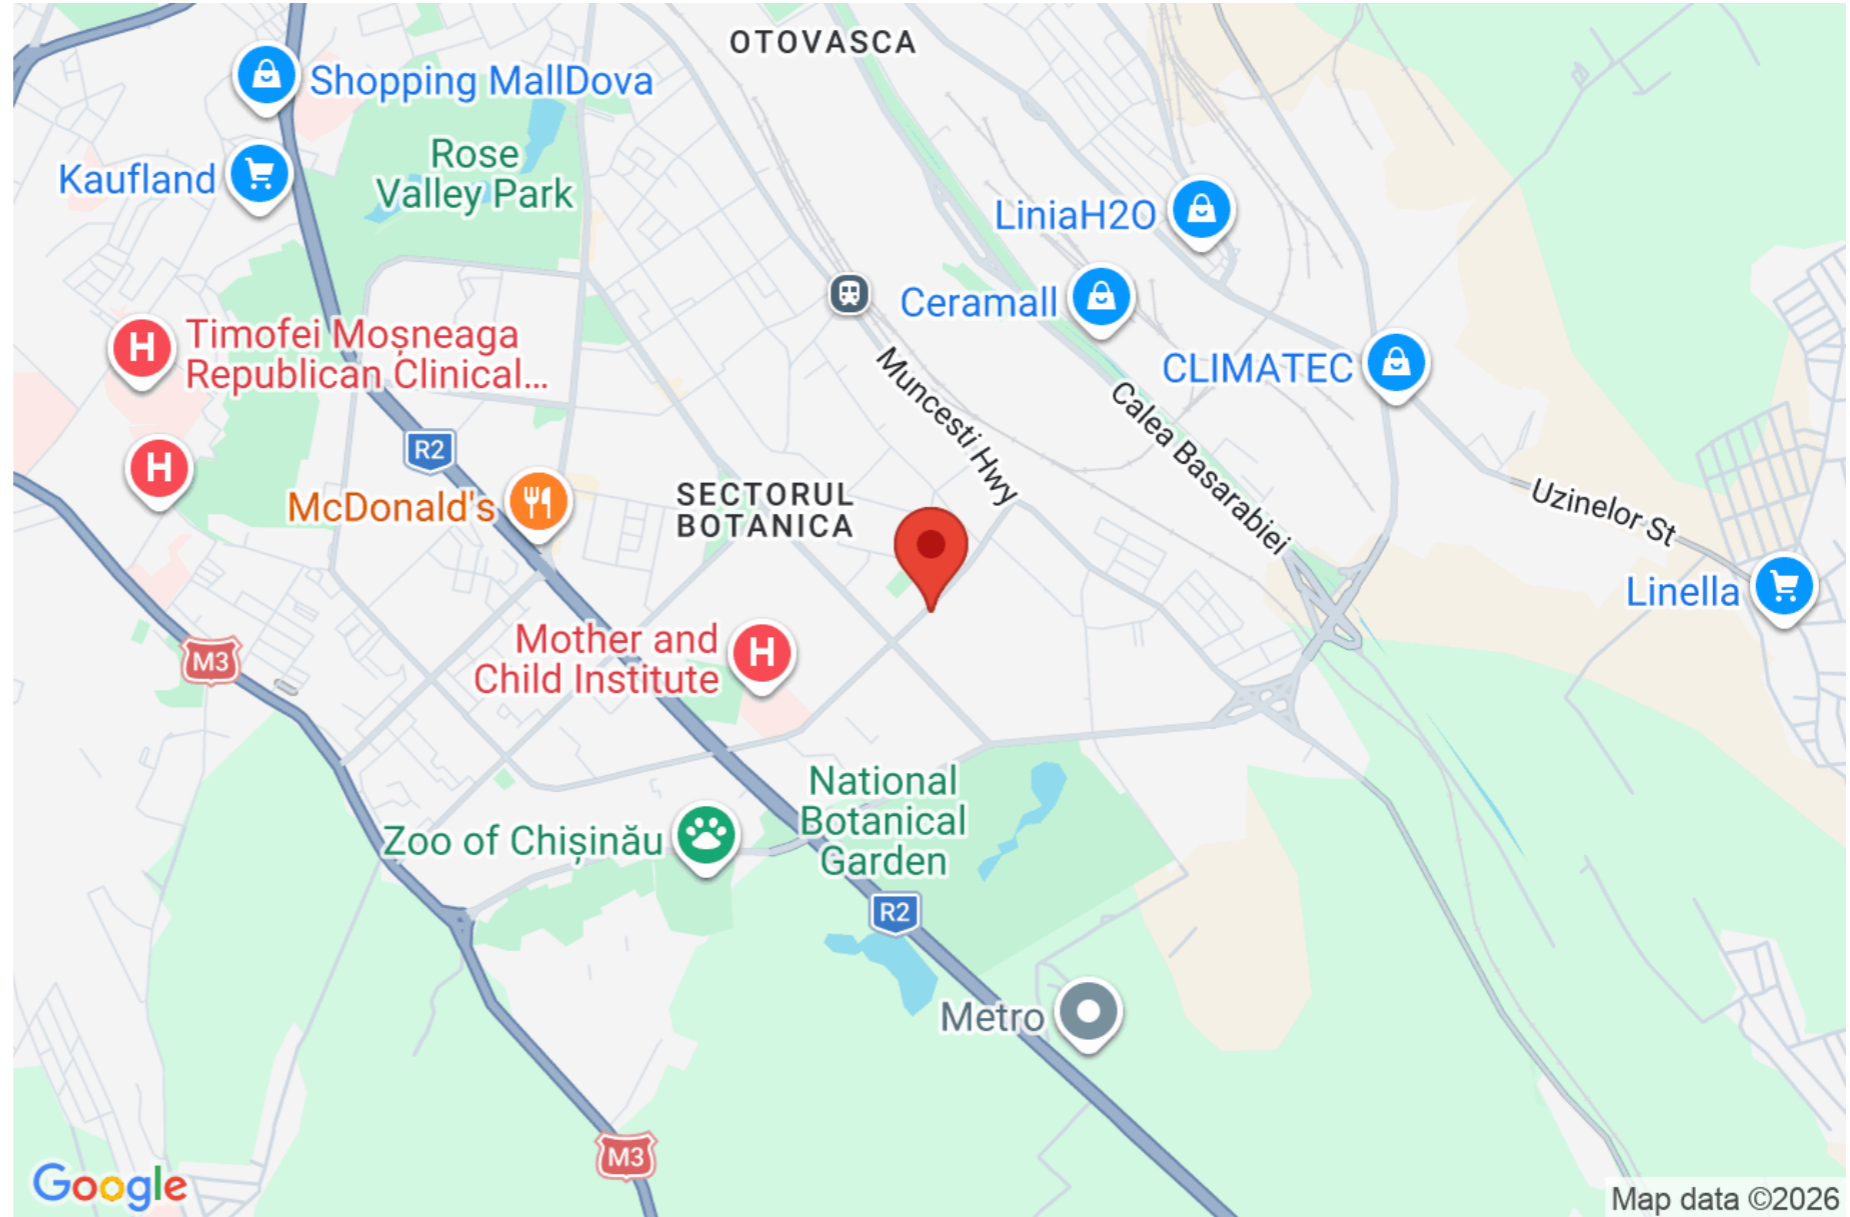 OTOVASCA
Shopping MallDova
Rose
Valley Park
Kaufland
LiniaH2O
Ceramall
Timofei Moșneaga
Republican Clinical...
CLIMATEC
Muncesti Hwy
Calea Basarabiei
R2
McDonald's
SECTORUL
BOTANICA
Uzinelor St
Linella
Mother and
Child Institute
M3
National
Botanical
Garden
Zoo of Chișinău
R2
Metro
M3
Google
Map data ©2026
H
H
H